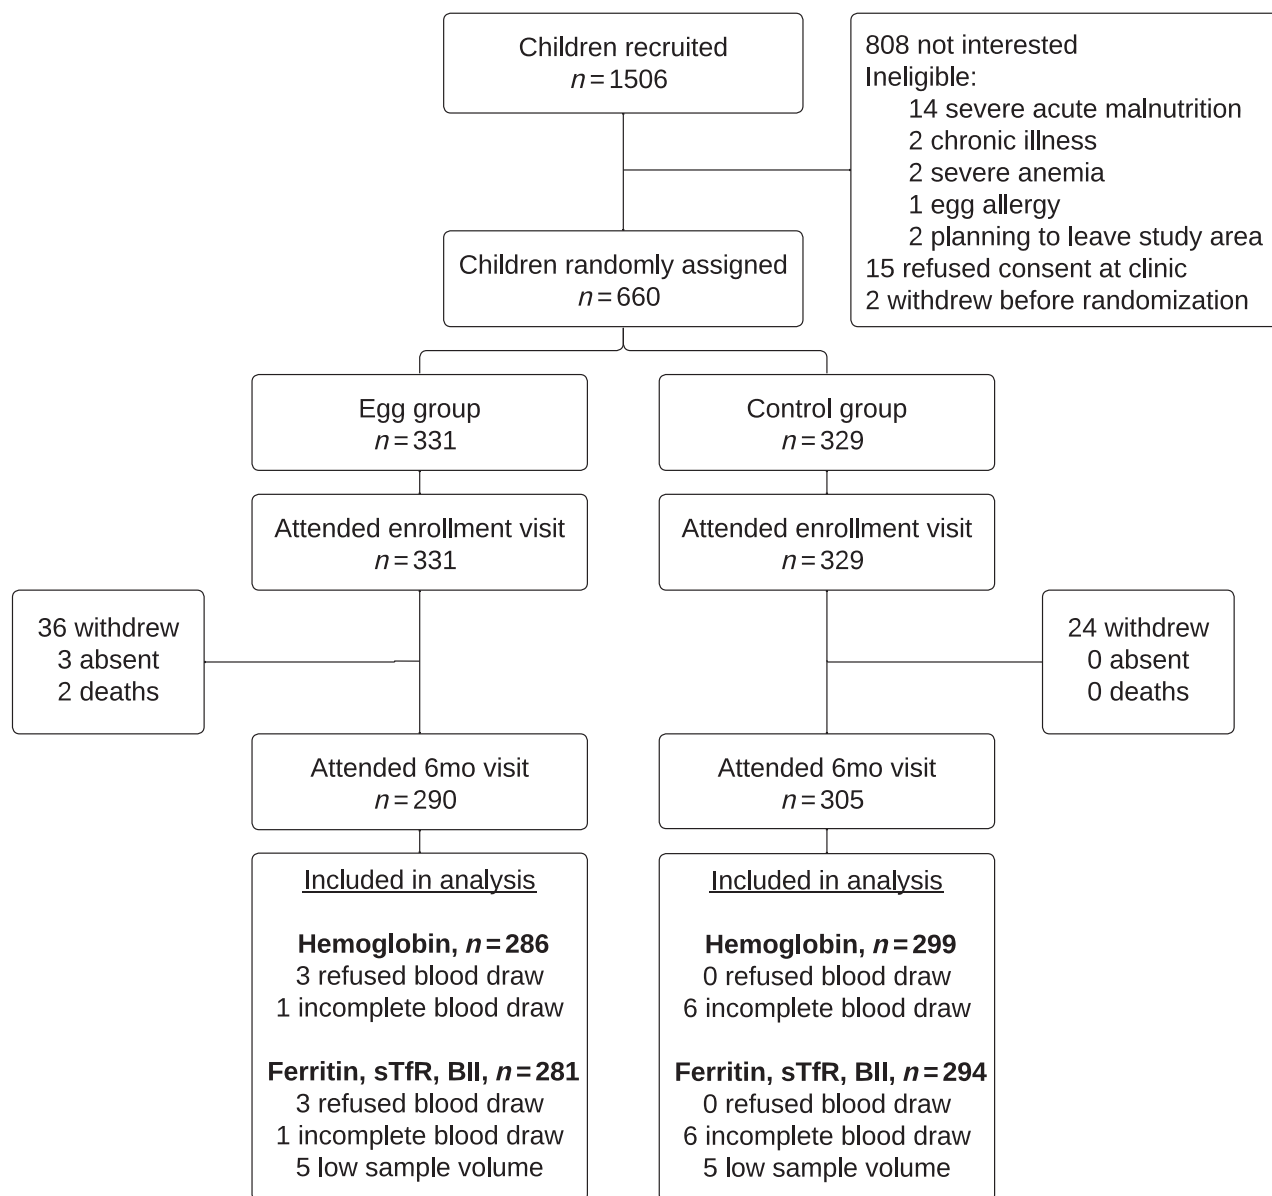 Children recruited
n = 1506
808 not interested
Ineligible:
14 severe acute malnutrition
2 chronic illness
2 severe anemia
1 egg allergy
2 planning to leave study area
15 refused consent at clinic
2 withdrew before randomization
Children randomly assigned
n = 660
Egg group
n = 331
Control group
n = 329
Attended enrollment visit
n = 331
Attended enrollment visit
n = 329
36 withdrew
3 absent
2 deaths
24 withdrew
0 absent
0 deaths
Attended 6mo visit
n = 290
Attended 6mo visit
n = 305
Included in analysis
Hemoglobin, n = 286
3 refused blood draw
1 incomplete blood draw
Ferritin, sTfR, BII, n = 281
3 refused blood draw
1 incomplete blood draw
5 low sample volume
Included in analysis
Hemoglobin, n = 299
0 refused blood draw
6 incomplete blood draw
Ferritin, sTfR, BII, n = 294
0 refused blood draw
6 incomplete blood draw
5 low sample volume